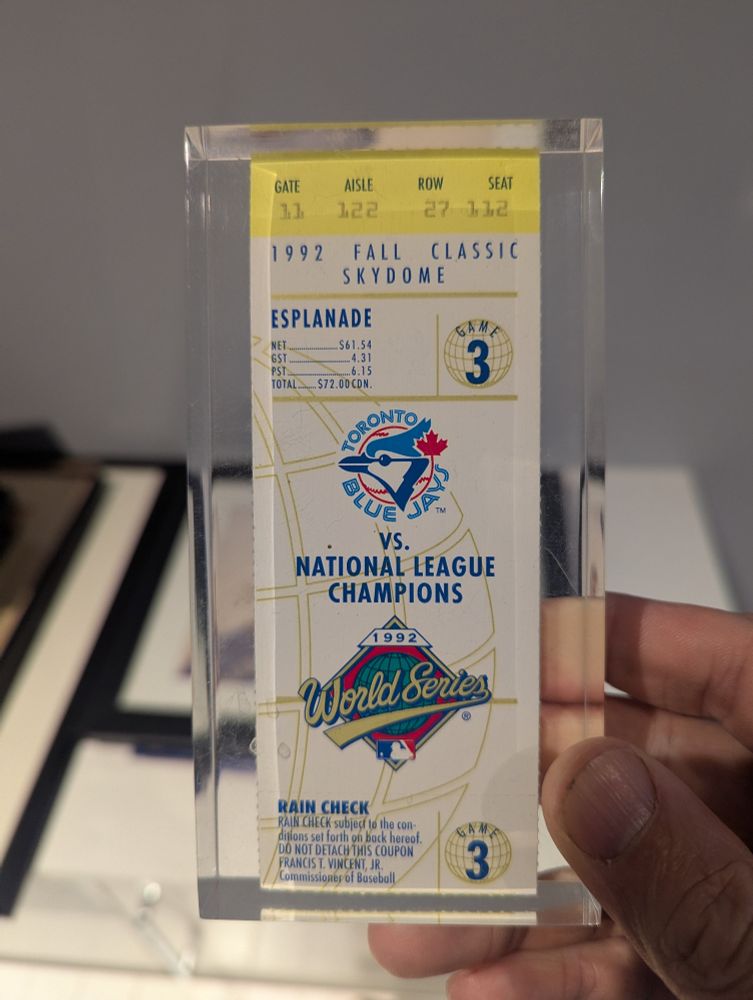 GATE AISLE ROW SEAT
11 122 27 112
1992 FALL CLASSIC
SKYDOME
ESPLANADE
NET..............$61.54
GST..................4.31
PST...................6.15
TOTAL.....$72.00CDN.
GAME
3
TORONTO
BLUE JAYS™
VS.
NATIONAL LEAGUE
CHAMPIONS
1992
World Series®
RAIN CHECK
RAIN CHECK subject to the con-
ditions set forth on back hereof.
DO NOT DETACH THIS COUPON
FRANCIS T. VINCENT, JR.
Commissioner of Baseball
GAME
3